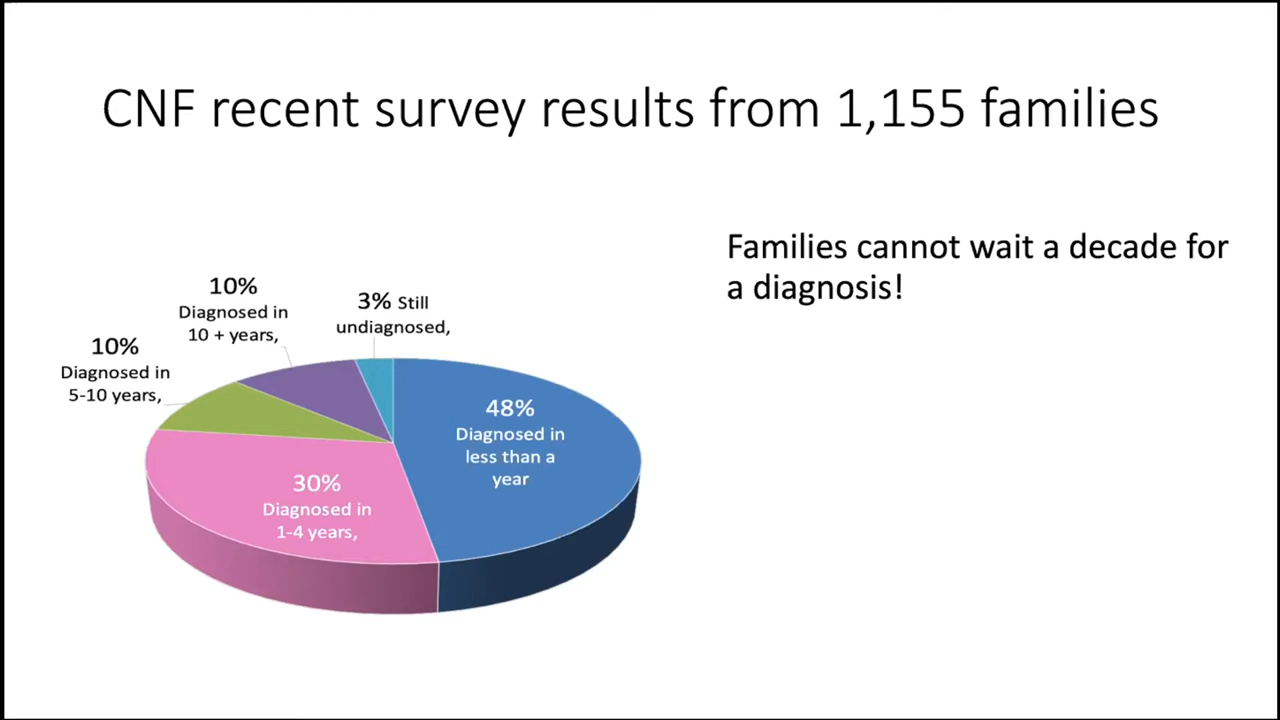 CNF recent survey results from 1,155 families
Families cannot wait a decade for
a diagnosis!
10%
Diagnosed in
10 + years,
3% Still
undiagnosed,
10%
Diagnosed in
5-10 years,
48%
Diagnosed in
less than a
year
30%
Diagnosed in
1-4 years,